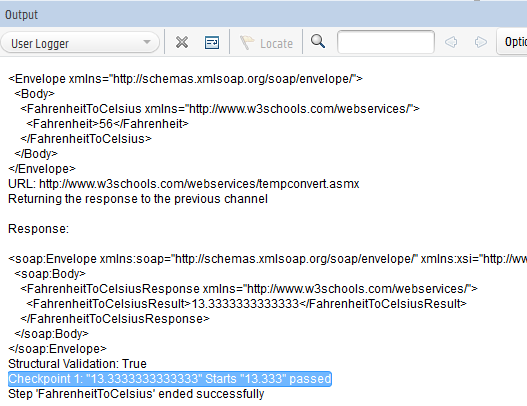 Output
User Logger
Locate
Optio
<Envelope xmlns="http://schemas.xmlsoap.org/soap/envelope/">
<Body>
<FahrenheitToCelsius xmlns="http://www.w3schools.com/webservices/">
<Fahrenheit>56</Fahrenheit>
</FahrenheitToCelsius>
</Body>
</Envelope>
URL: http://www.w3schools.com/webservices/tempconvert.asmx
Returning the response to the previous channel
Response:
<soap:Envelope xmlns:soap="http://schemas.xmlsoap.org/soap/envelope/" xmlns:xsi="http://www
<soap:Body>
<FahrenheitToCelsiusResponse xmlns="http://www.w3schools.com/webservices/">
<FahrenheitToCelsiusResult>13.3333333333333</FahrenheitToCelsiusResult>
</FahrenheitToCelsiusResponse>
</soap:Body>
</soap:Envelope>
Structural Validation: True
Checkpoint 1: "13.3333333333333" Starts "13.333" passed
Step 'FahrenheitToCelsius' ended successfully